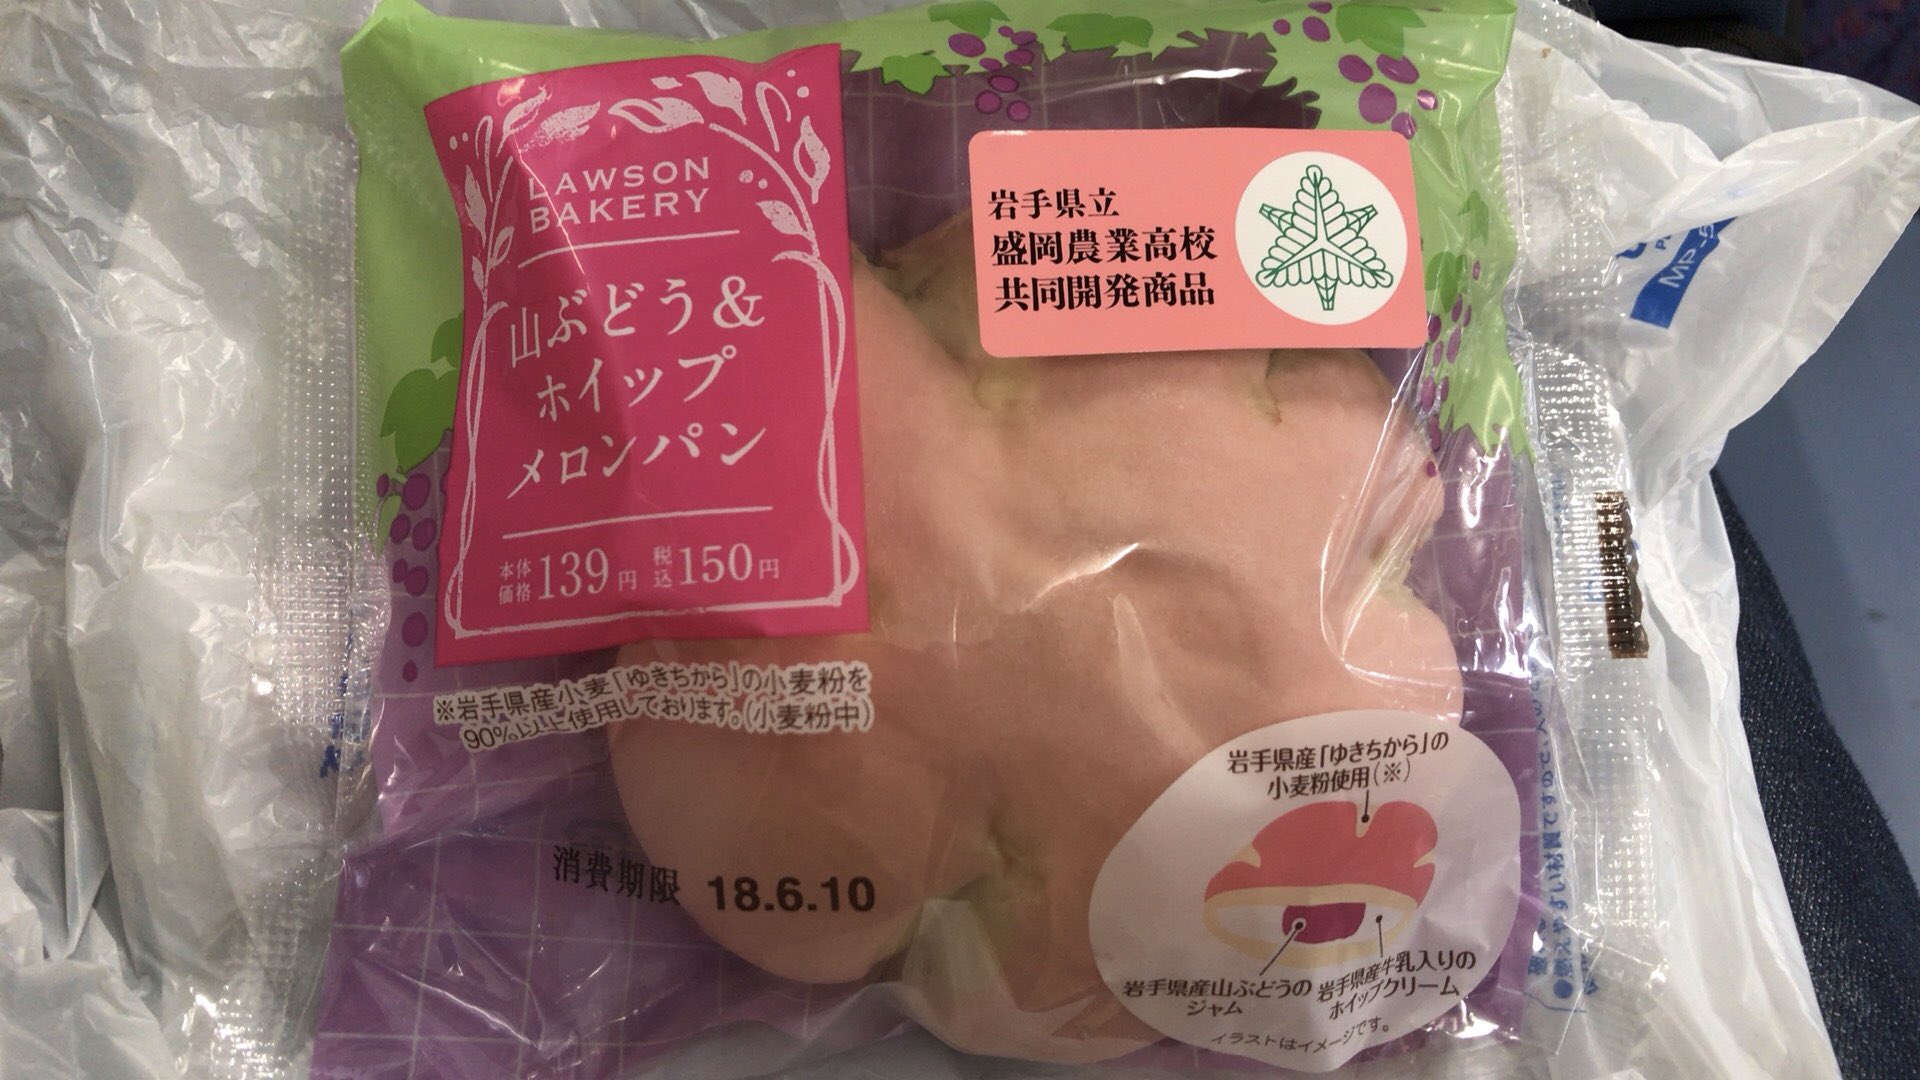 LAWSON
BAKERY
山ぶどう&
ホイップ
メロンパン
本体
価格 139円 税込 150円
岩手県立
盛岡農業高校
共同開発商品
※岩手県産小麦「ゆきちから」の小麦粉を
90%以上使用しております。(小麦粉中)
消費期限 18.6.10
岩手県産「ゆきちから」の
小麦粉使用(※)
岩手県産山ぶどうの
ジャム
岩手県産牛乳入りの
ホイップクリーム
イラストはイメージです。